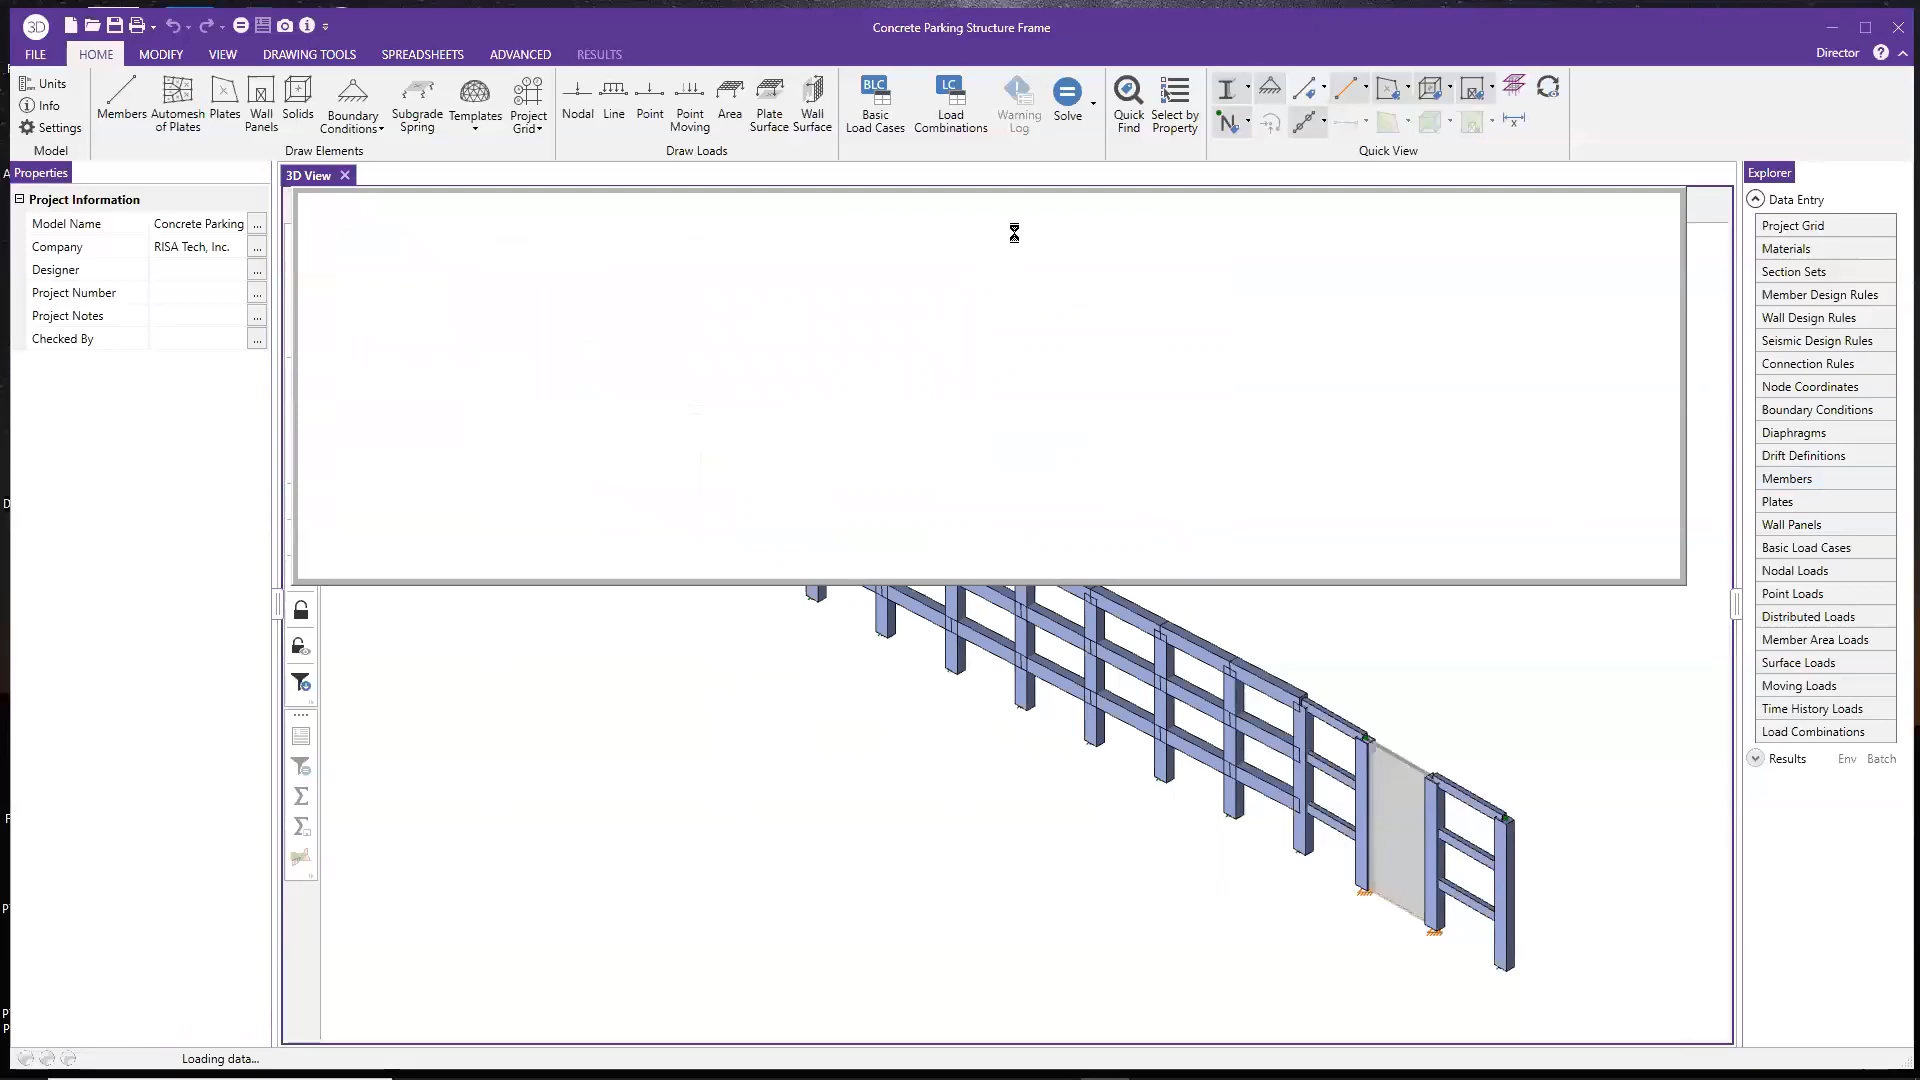 3D
Concrete Parking Structure Frame
FILE HOME MODIFY VIEW DRAWING TOOLS SPREADSHEETS ADVANCED RESULTS
Director
Units
Info
Settings
Model
Members
Automesh of Plates
Plates
Wall Panels
Solids
Boundary Conditions
Subgrade Spring
Templates
Project Grid
Draw Elements
Nodal
Line
Point
Point Moving
Area
Plate Surface
Wall Surface
Draw Loads
BLC
Basic Load Cases
LC
Load Combinations
Warning Log
Solve
Quick Find
Select by Property
N
Quick View
Properties
Project Information
Model Name Concrete Parking ...
Company RISA Tech, Inc. ...
Designer ...
Project Number ...
Project Notes ...
Checked By ...
3D View
Explorer
Data Entry
Project Grid
Materials
Section Sets
Member Design Rules
Wall Design Rules
Seismic Design Rules
Connection Rules
Node Coordinates
Boundary Conditions
Diaphragms
Drift Definitions
Members
Plates
Wall Panels
Basic Load Cases
Nodal Loads
Point Loads
Distributed Loads
Member Area Loads
Surface Loads
Moving Loads
Time History Loads
Load Combinations
Results Env Batch
Loading data...